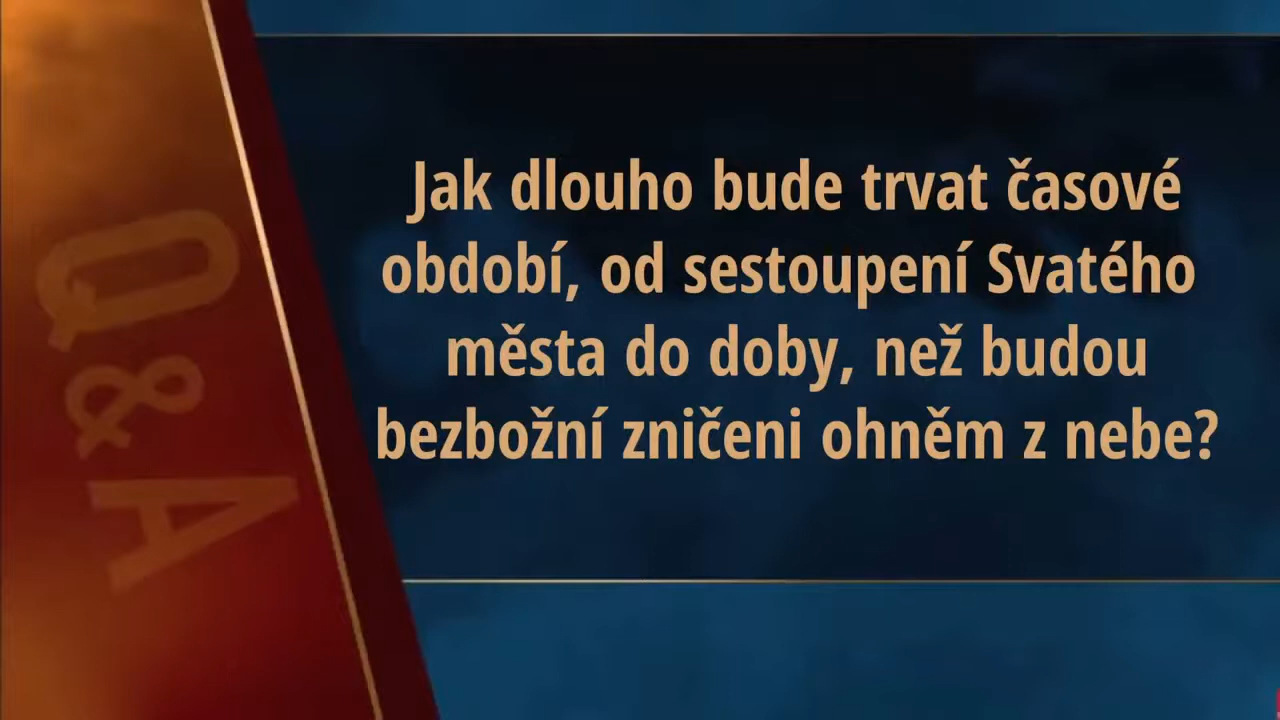 Q&A
Jak dlouho bude trvat časové
období, od sestoupení Svatého
města do doby, než budou
bezbožní zničeni ohněm z nebe?